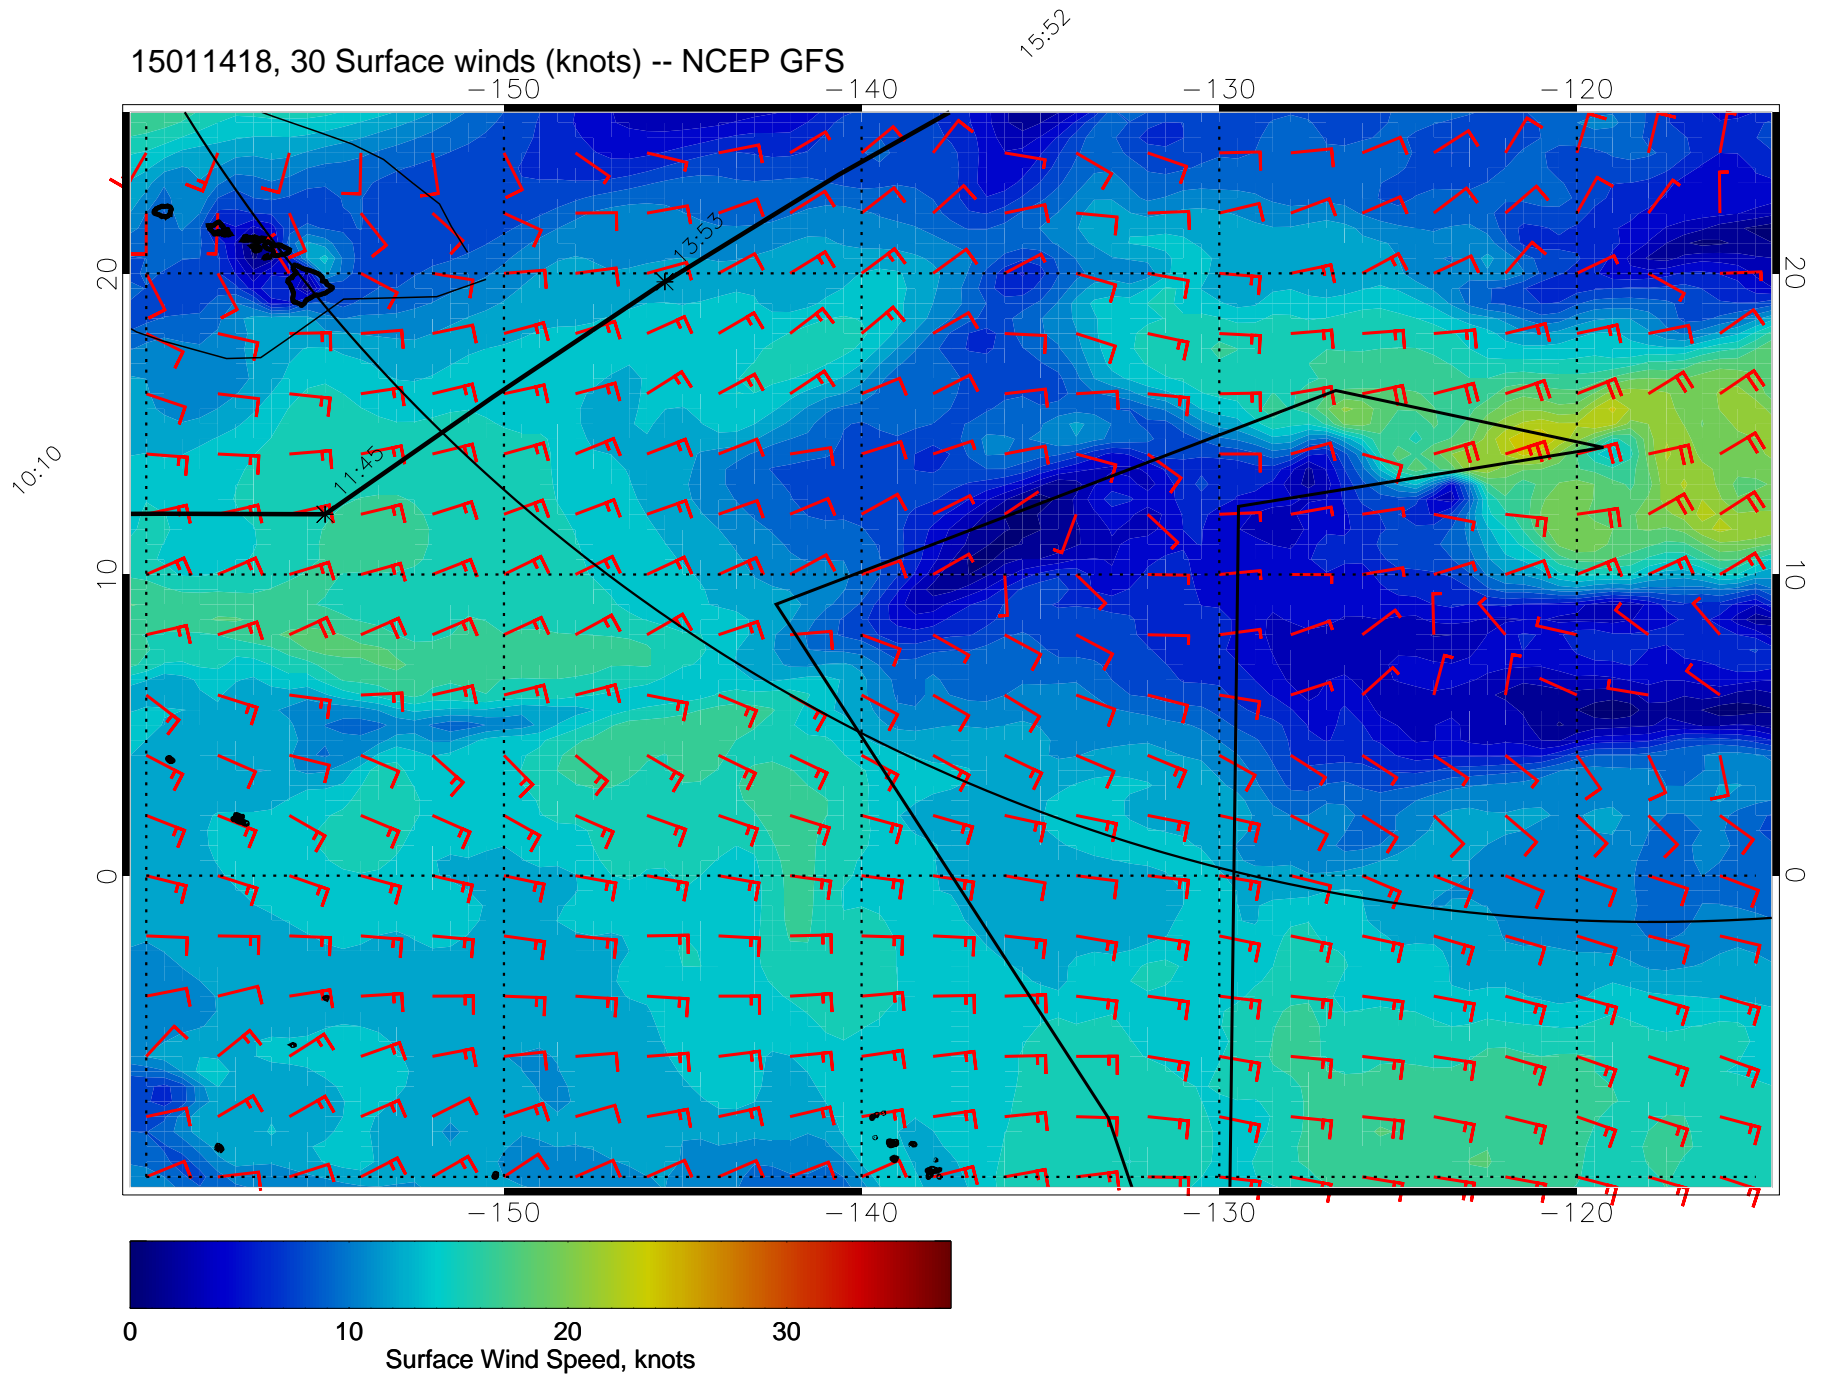 15:52
15011418, 30 Surface winds (knots) -- NCEP GFS
-150 -140 -130 -120
13:53
20 20
11:45
10:10
10 10
0 0
-150 -140 -130 -120
0 10 20 30
Surface Wind Speed, knots